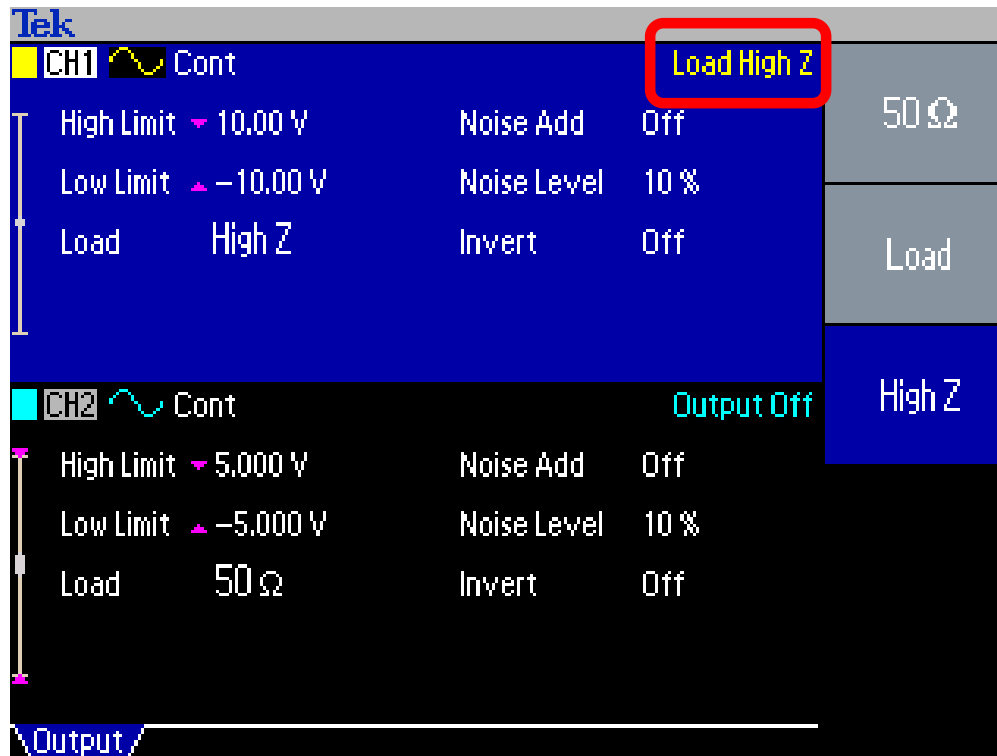 Tek
CH1 Cont Load High Z
High Limit 10.00 V Noise Add Off
Low Limit –10.00 V Noise Level 10 %
Load High Z Invert Off
CH2 Cont Output Off
High Limit 5.000 V Noise Add Off
Low Limit –5.000 V Noise Level 10 %
Load 50 Ω Invert Off
Output
50 Ω
Load
High Z